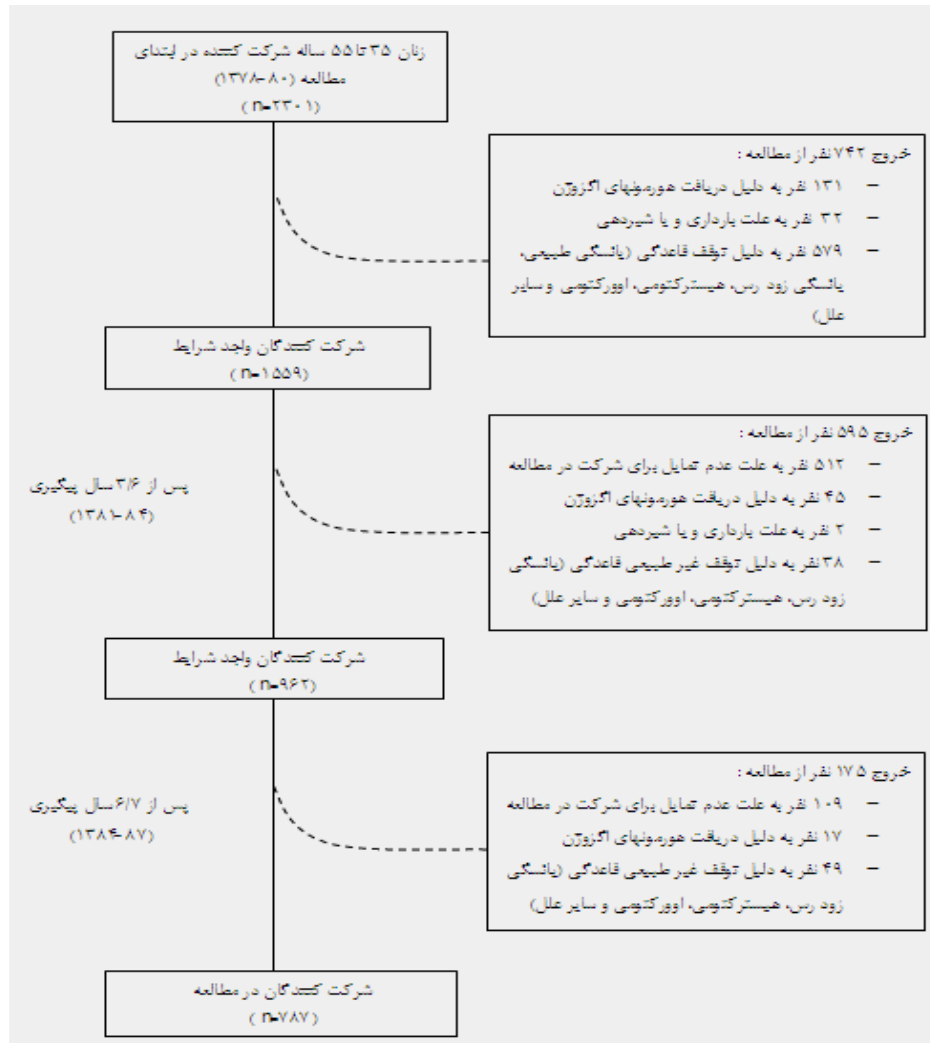 زنان ۳۵ تا ۵۵ ساله شرکت کننده در ابتدای
مطالعه (۸۰-۱۳۷۸)
(n=۲۳۰۱)
خروج ۷۴۲ نفر از مطالعه :
– ۱۳۱ نفر به دلیل دریافت هورمونهای اگزوژن
– ۳۲ نفر به علت بارداری و یا شیردهی
– ۵۷۹ نفر به دلیل توقف قاعدگی (یائسگی طبیعی،
یائسگی زود رس، هیسترکتومی، اوورکتومی و سایر
علل)
شرکت کنندگان واجد شرایط
(n=۱۵۵۹)
خروج ۵۹۵ نفر از مطالعه :
– ۵۱۲ نفر به علت عدم تمایل برای شرکت در مطالعه
– ۴۵ نفر به دلیل دریافت هورمونهای اگزوژن
– ۲ نفر به علت بارداری و یا شیردهی
– ۳۸ نفر به دلیل توقف غیر طبیعی قاعدگی (یائسگی
زود رس، هیسترکتومی، اوورکتومی و سایر علل)
پس از ۳/۶ سال پیگیری
(۱۳۸۱-۸۴)
شرکت کنندگان واجد شرایط
(n=۹۶۲)
خروج ۱۷۵ نفر از مطالعه :
– ۱۰۹ نفر به علت عدم تمایل برای شرکت در مطالعه
– ۱۷ نفر به دلیل دریافت هورمونهای اگزوژن
– ۴۹ نفر به دلیل توقف غیر طبیعی قاعدگی (یائسگی
زود رس، هیسترکتومی، اوورکتومی و سایر علل)
پس از ۶/۷ سال پیگیری
(۱۳۸۴-۸۷)
شرکت کنندگان در مطالعه
(n=۷۸۷)